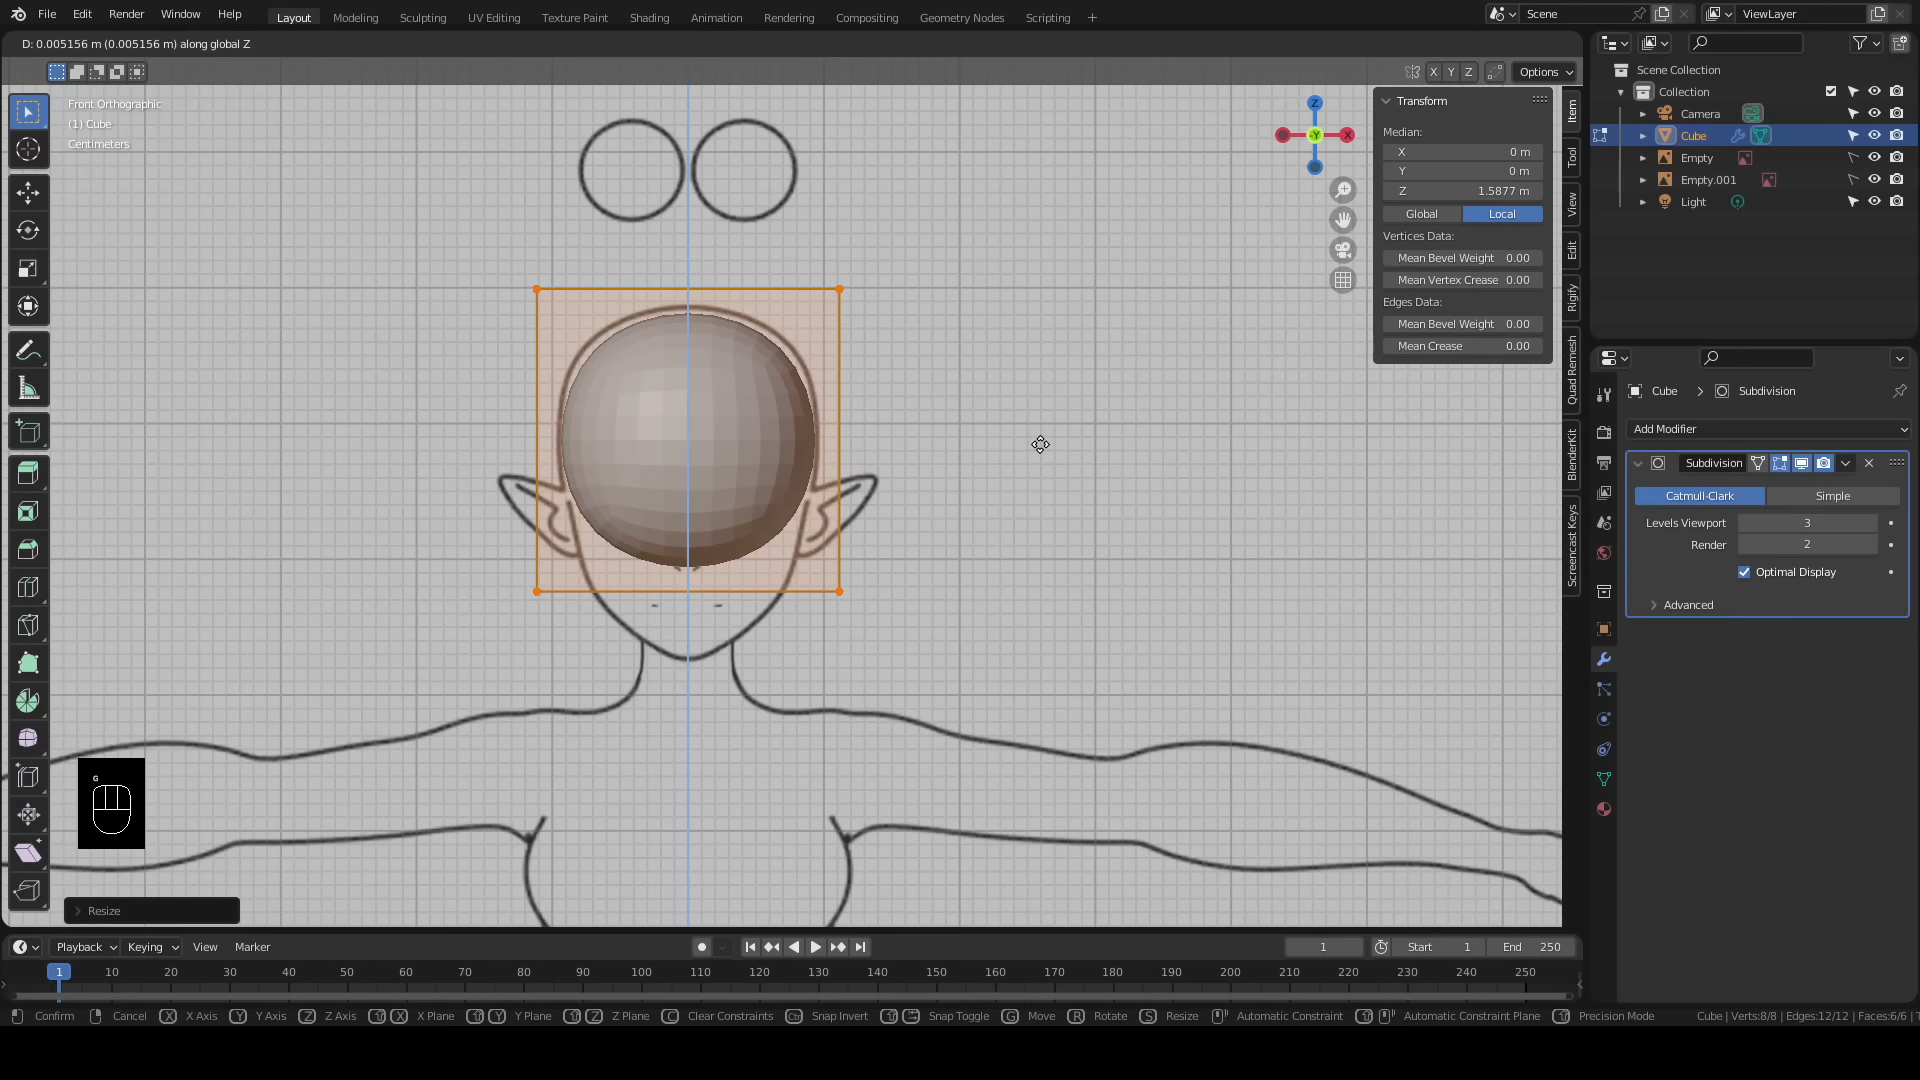 File Edit Render Window Help Layout Modeling Sculpting UV Editing Texture Paint Shading Animation Rendering Compositing Geometry Nodes Scripting + Scene ViewLayer
D: 0.005156 m (0.005156 m) along global Z
X Y Z Options
Front Orthographic
(1) Cube
Centimeters
Z
-Y
X
Transform
Median:
X 0 m
Y 0 m
Z 1.5877 m
Global Local
Vertices Data:
Mean Bevel Weight 0.00
Mean Vertex Crease 0.00
Edges Data:
Mean Bevel Weight 0.00
Mean Crease 0.00
Item
Tool
View
Edit
Rigify
Quad Remesh
BlenderKit
Screencast Keys
Scene Collection
Collection
Camera
Cube
Empty
Empty.001
Light
Cube > Subdivision
Add Modifier
Subdivision
Catmull-Clark Simple
Levels Viewport 3
Render 2
Optimal Display
Advanced
G
Resize
Playback Keying View Marker 1 Start 1 End 250
1 10 20 30 40 50 60 70 80 90 100 110 120 130 140 150 160 170 180 190 200 210 220 230 240 250
Confirm Cancel X X Axis Y Y Axis Z Z Axis X X Plane Y Y Plane Z Z Plane C Clear Constraints Ctrl Snap Invert Snap Toggle G Move R Rotate S Resize Automatic Constraint Automatic Constraint Plane Precision Mode Cube | Verts:8/8 | Edges:12/12 | Faces:6/6 |